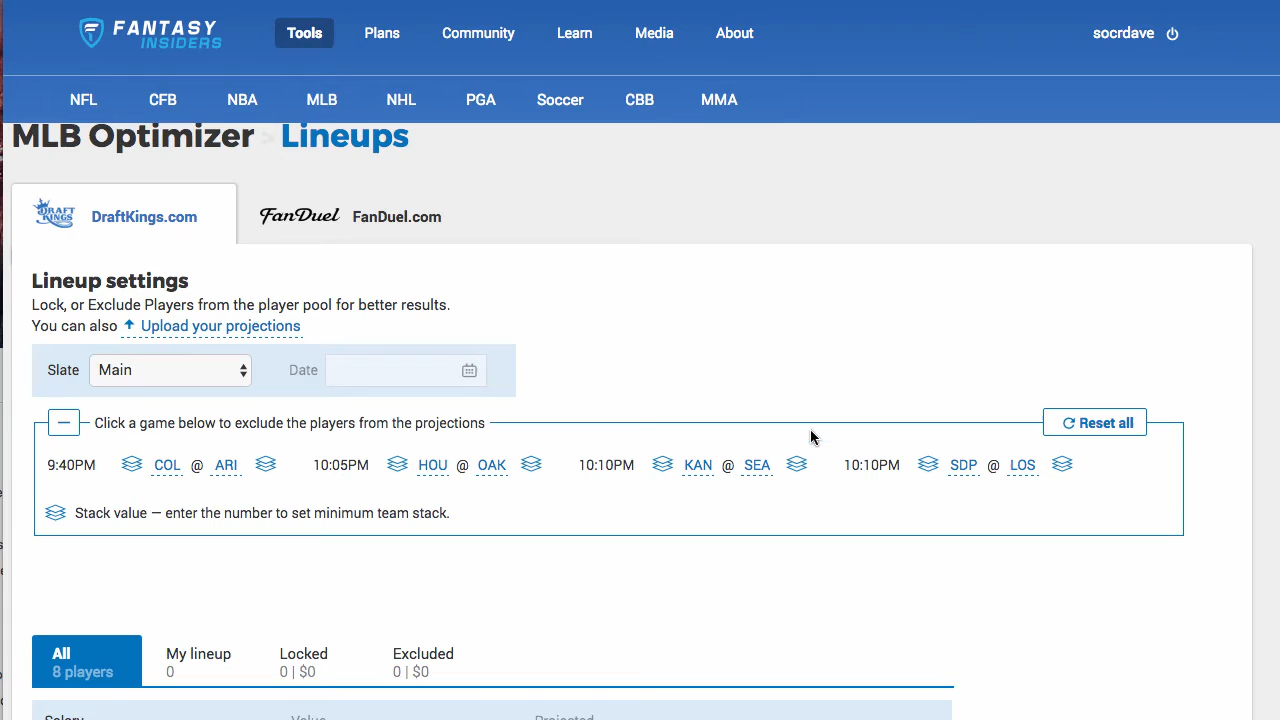 FANTASY INSIDERS Tools Plans Community Learn Media About socrdave
NFL CFB NBA MLB NHL PGA Soccer CBB MMA
MLB Optimizer > Lineups
DRAFT KINGS DraftKings.com FanDuel FanDuel.com
Lineup settings
Lock, or Exclude Players from the player pool for better results.
You can also Upload your projections
Slate Main Date
Click a game below to exclude the players from the projections Reset all
9:40PM COL @ ARI 10:05PM HOU @ OAK 10:10PM KAN @ SEA 10:10PM SDP @ LOS
Stack value — enter the number to set minimum team stack.
All My lineup Locked Excluded
8 players 0 0 | $0 0 | $0
Salary Value Projected